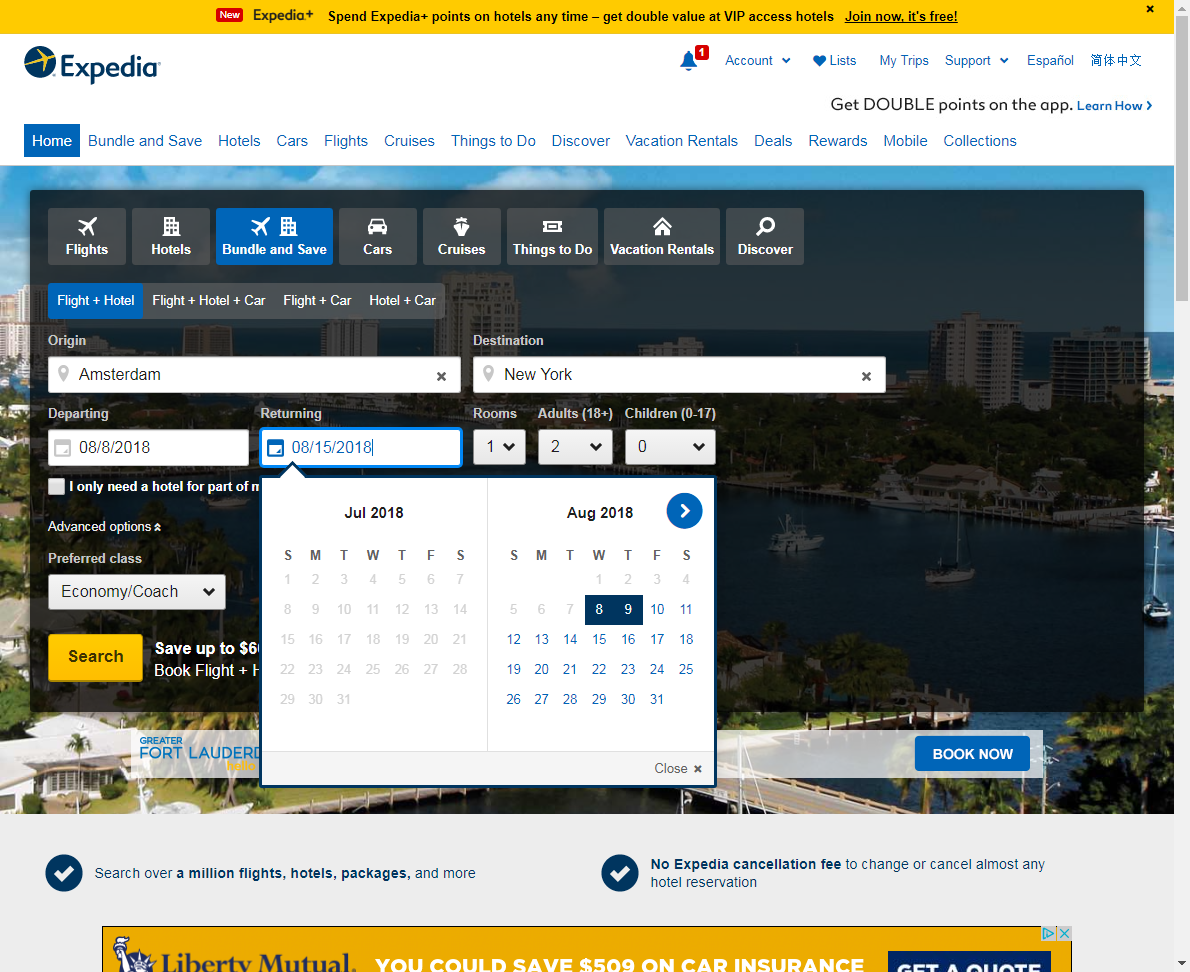 New Expedia+ Spend Expedia+ points on hotels any time – get double value at VIP access hotels Join now, it's free!
Expedia
1 Account Lists My Trips Support Español 简体中文
Get DOUBLE points on the app. Learn How
Home Bundle and Save Hotels Cars Flights Cruises Things to Do Discover Vacation Rentals Deals Rewards Mobile Collections
Flights Hotels Bundle and Save Cars Cruises Things to Do Vacation Rentals Discover
Flight + Hotel Flight + Hotel + Car Flight + Car Hotel + Car
Origin Destination
Amsterdam × New York ×
Departing Returning Rooms Adults (18+) Children (0-17)
08/8/2018 08/15/2018 1 2 0
I only need a hotel for part of m
Jul 2018 Aug 2018
Advanced options
S M T W T F S S M T W T F S
Preferred class
1 2 3 4 5 6 7 1 2 3 4
Economy/Coach
8 9 10 11 12 13 14 5 6 7 8 9 10 11
15 16 17 18 19 20 21 12 13 14 15 16 17 18
Search Save up to $6
Book Flight + H
22 23 24 25 26 27 28 19 20 21 22 23 24 25
29 30 31 26 27 28 29 30 31
GREATER
FORT LAUDERD
hello
BOOK NOW
Close ×
Search over a million flights, hotels, packages, and more
No Expedia cancellation fee to change or cancel almost any
hotel reservation
Liberty Mutual. YOU COULD SAVE $509 ON CAR INSURANCE GET A QUOTE